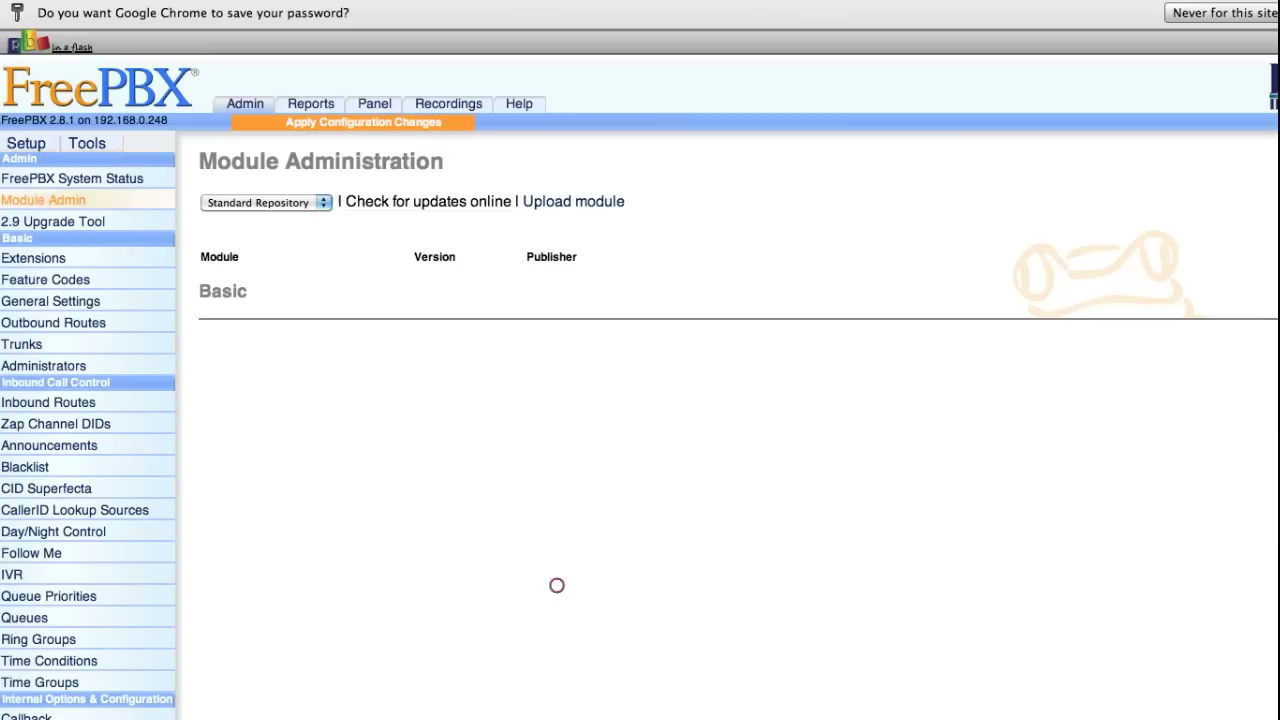 Do you want Google Chrome to save your password?
Never for this site
in a flash
FreePBX®
Admin
Reports
Panel
Recordings
Help
FreePBX 2.8.1 on 192.168.0.248
Apply Configuration Changes
Setup
Tools
Admin
FreePBX System Status
Module Admin
2.9 Upgrade Tool
Basic
Extensions
Feature Codes
General Settings
Outbound Routes
Trunks
Administrators
Inbound Call Control
Inbound Routes
Zap Channel DIDs
Announcements
Blacklist
CID Superfecta
CallerID Lookup Sources
Day/Night Control
Follow Me
IVR
Queue Priorities
Queues
Ring Groups
Time Conditions
Time Groups
Internal Options & Configuration
Callback
Module Administration
Standard Repository | Check for updates online | Upload module
Module Version Publisher
Basic